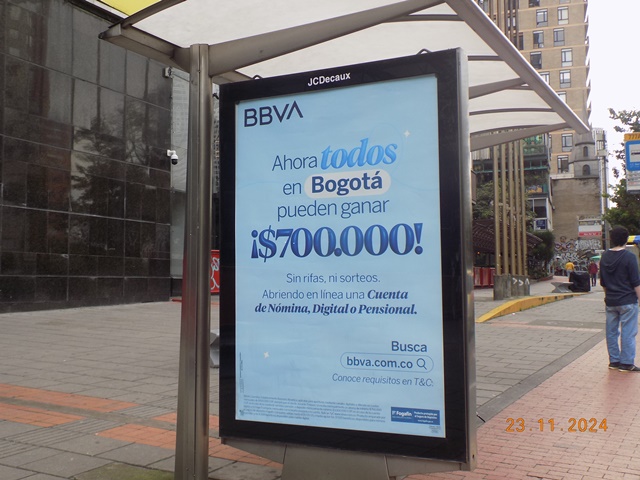 JCDecaux
BBVA
Ahora todos
en Bogotá
pueden ganar
¡$700.000!
Sin rifas, ni sorteos.
Abriendo en línea una Cuenta
de Nómina, Digital o Pensional.
Busca
bbva.com.co
Conoce requisitos en T&C.
Fogafín
23.11.2024